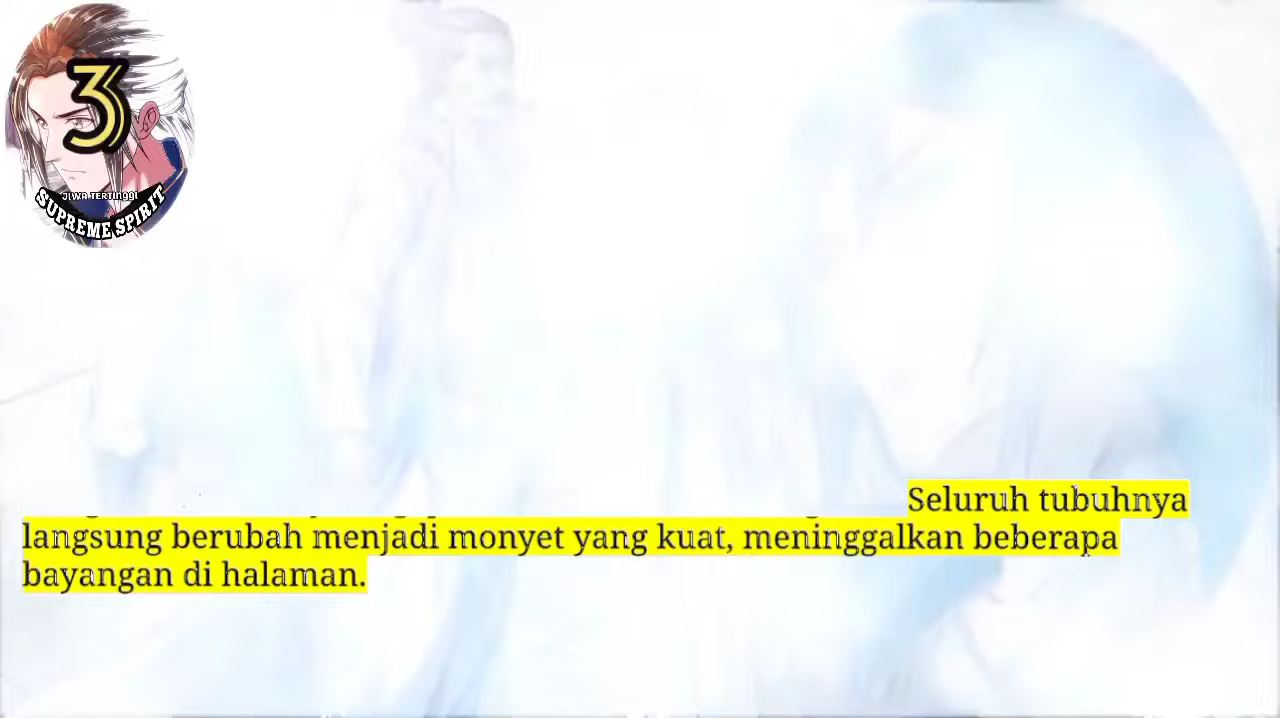 3
JIWA TERTINGGI
SUPREME SPIRIT
Seluruh tubuhnya
langsung berubah menjadi monyet yang kuat, meninggalkan beberapa
bayangan di halaman.